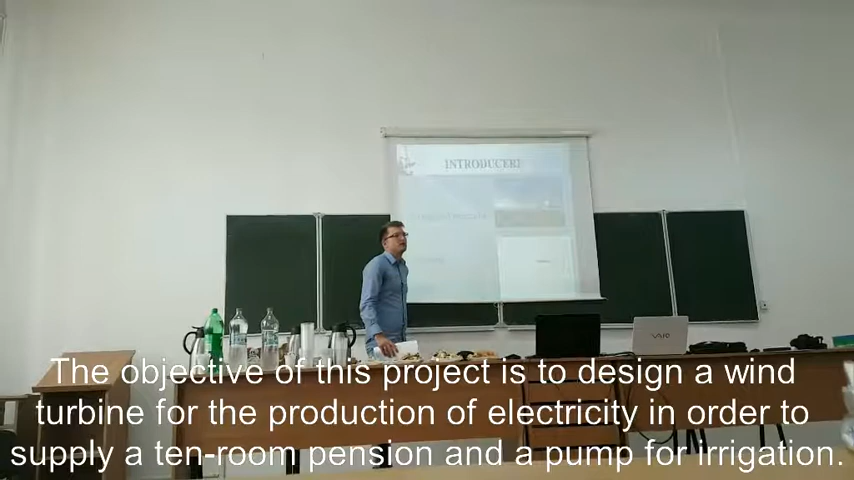 INTRODUCERE
VAIO
The objective of this project is to design a wind
turbine for the production of electricity in order to
supply a ten-room pension and a pump for irrigation.